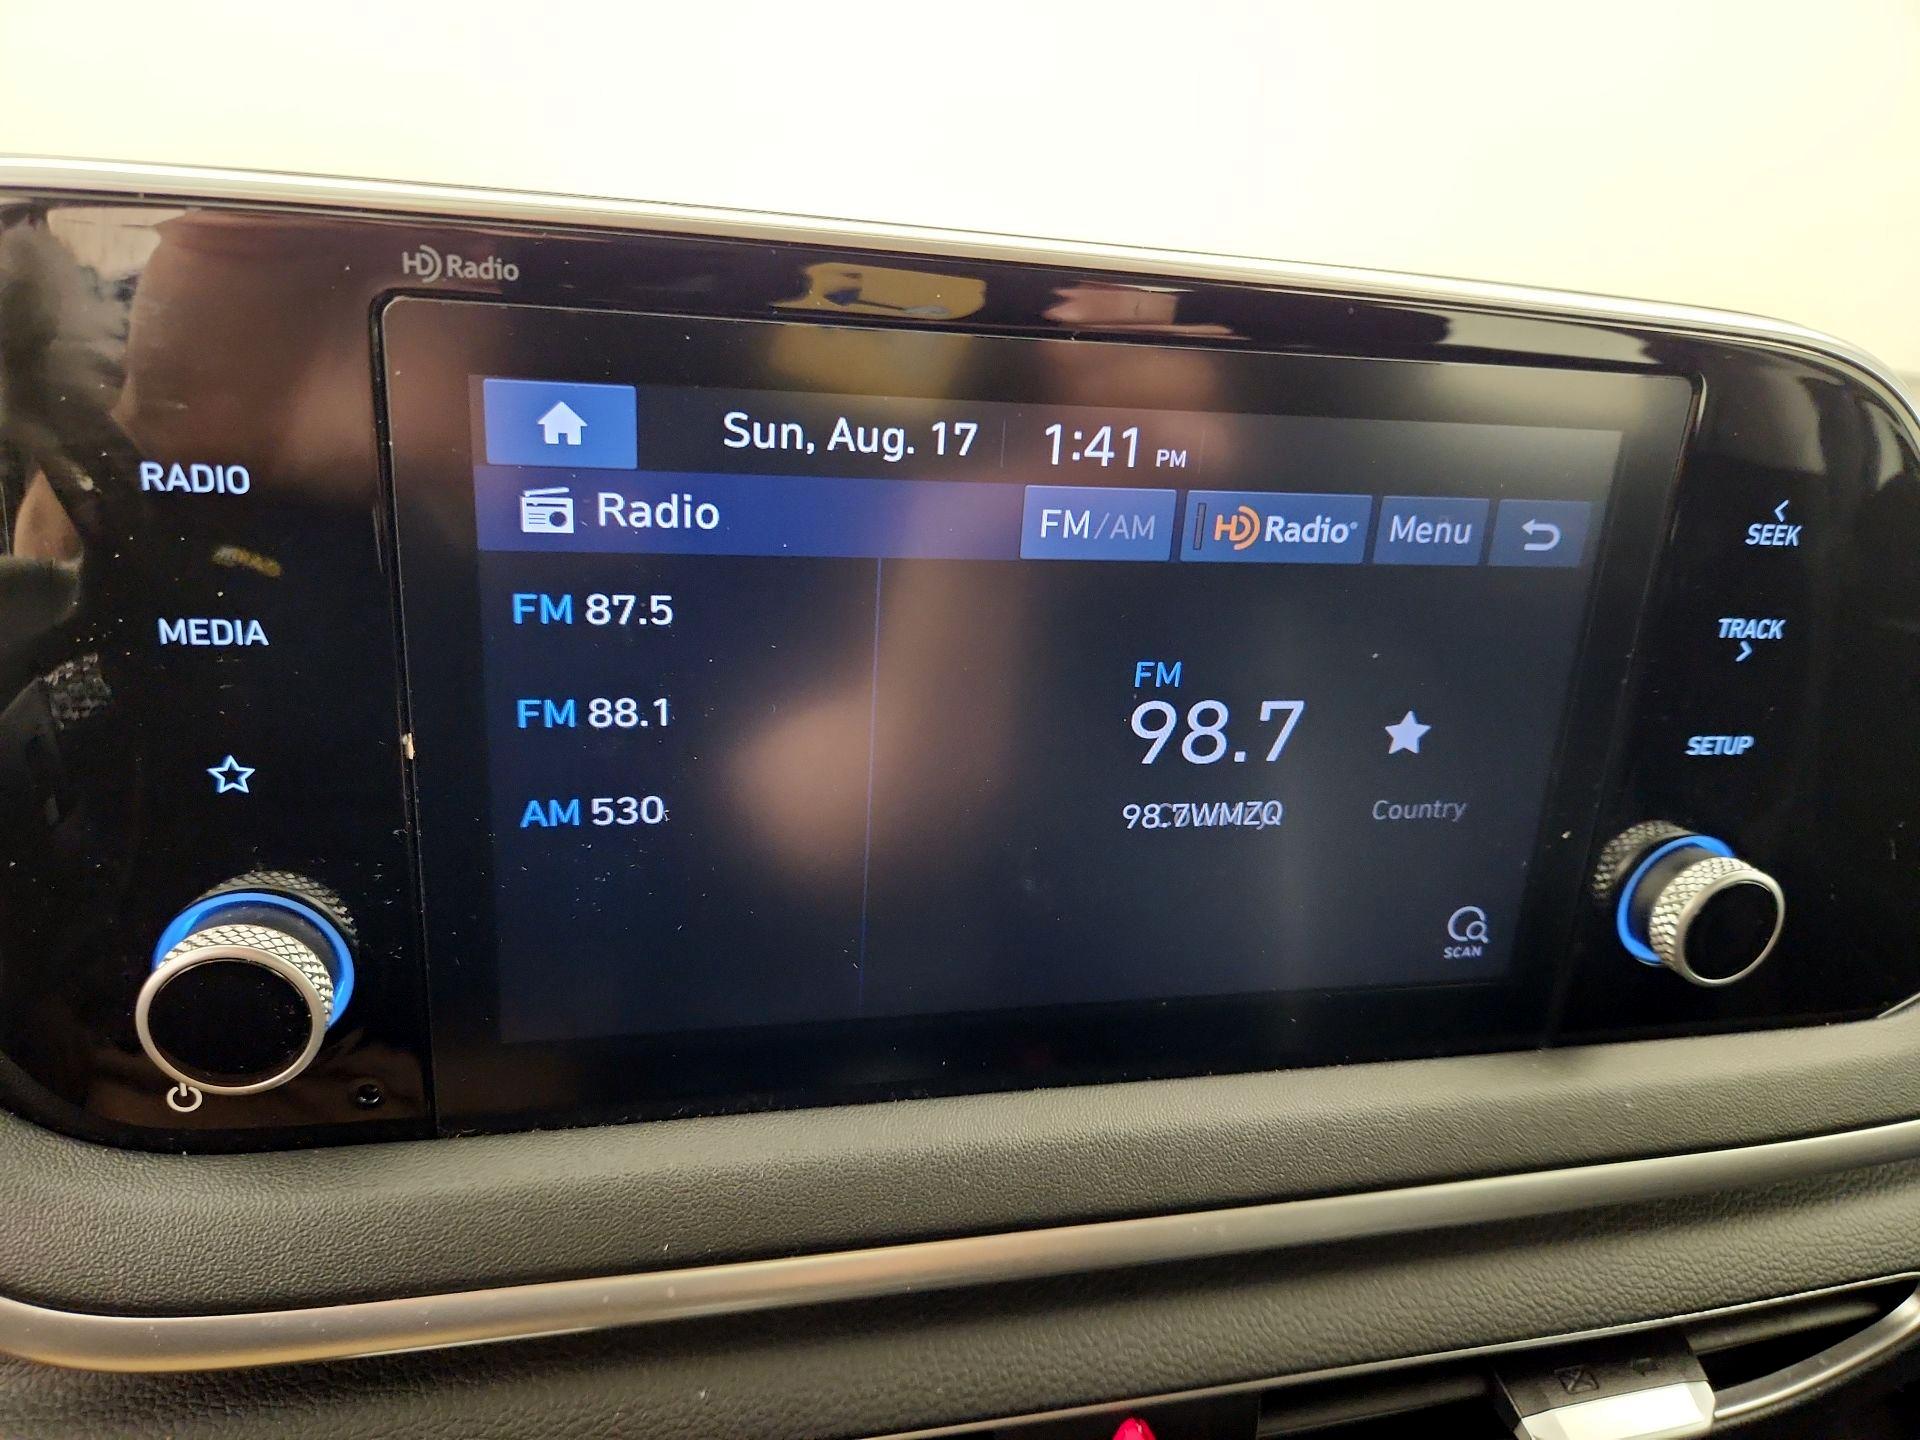 HD Radio
Sun, Aug. 17 1:41 PM
Radio FM/AM HD Radio® Menu
RADIO
MEDIA
FM 87.5
FM 88.1
AM 530
FM
98.7
98.7WMZQ Country
SCAN
SEEK
TRACK
SETUP